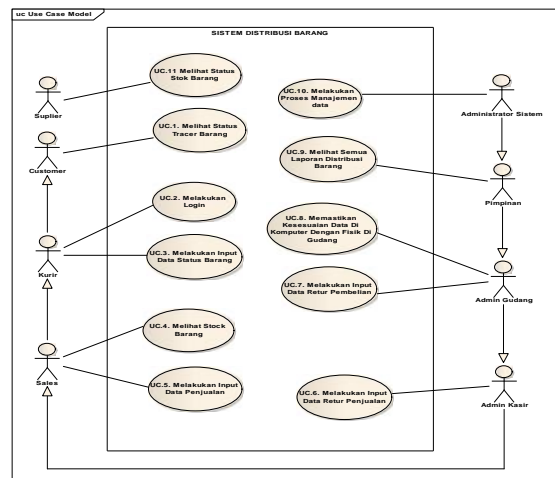 uc Use Case Model
SISTEM DISTRIBUSI BARANG
UC.11 Melihat Status
Stok Barang
Suplier
UC.1. Melihat Status
Tracer Barang
Customer
UC.2. Melakukan
Login
UC.3. Melakukan Input
Data Status Barang
Kurir
UC.4. Melihat Stock
Barang
UC.5. Melakukan Input
Data Penjualan
Sales
UC.10. Melakukan
Proses Manajemen
data
Administrator Sistem
UC.9. Melihat Semua
Laporan Distribusi
Barang
Pimpinan
UC.8. Memastikan
Kesesuaian Data Di
Komputer Dengan Fisik Di
Gudang
UC.7. Melakukan Input
Data Retur Pembelian
Admin Gudang
UC.6. Melakukan Input
Data Retur Penjualan
Admin Kasir